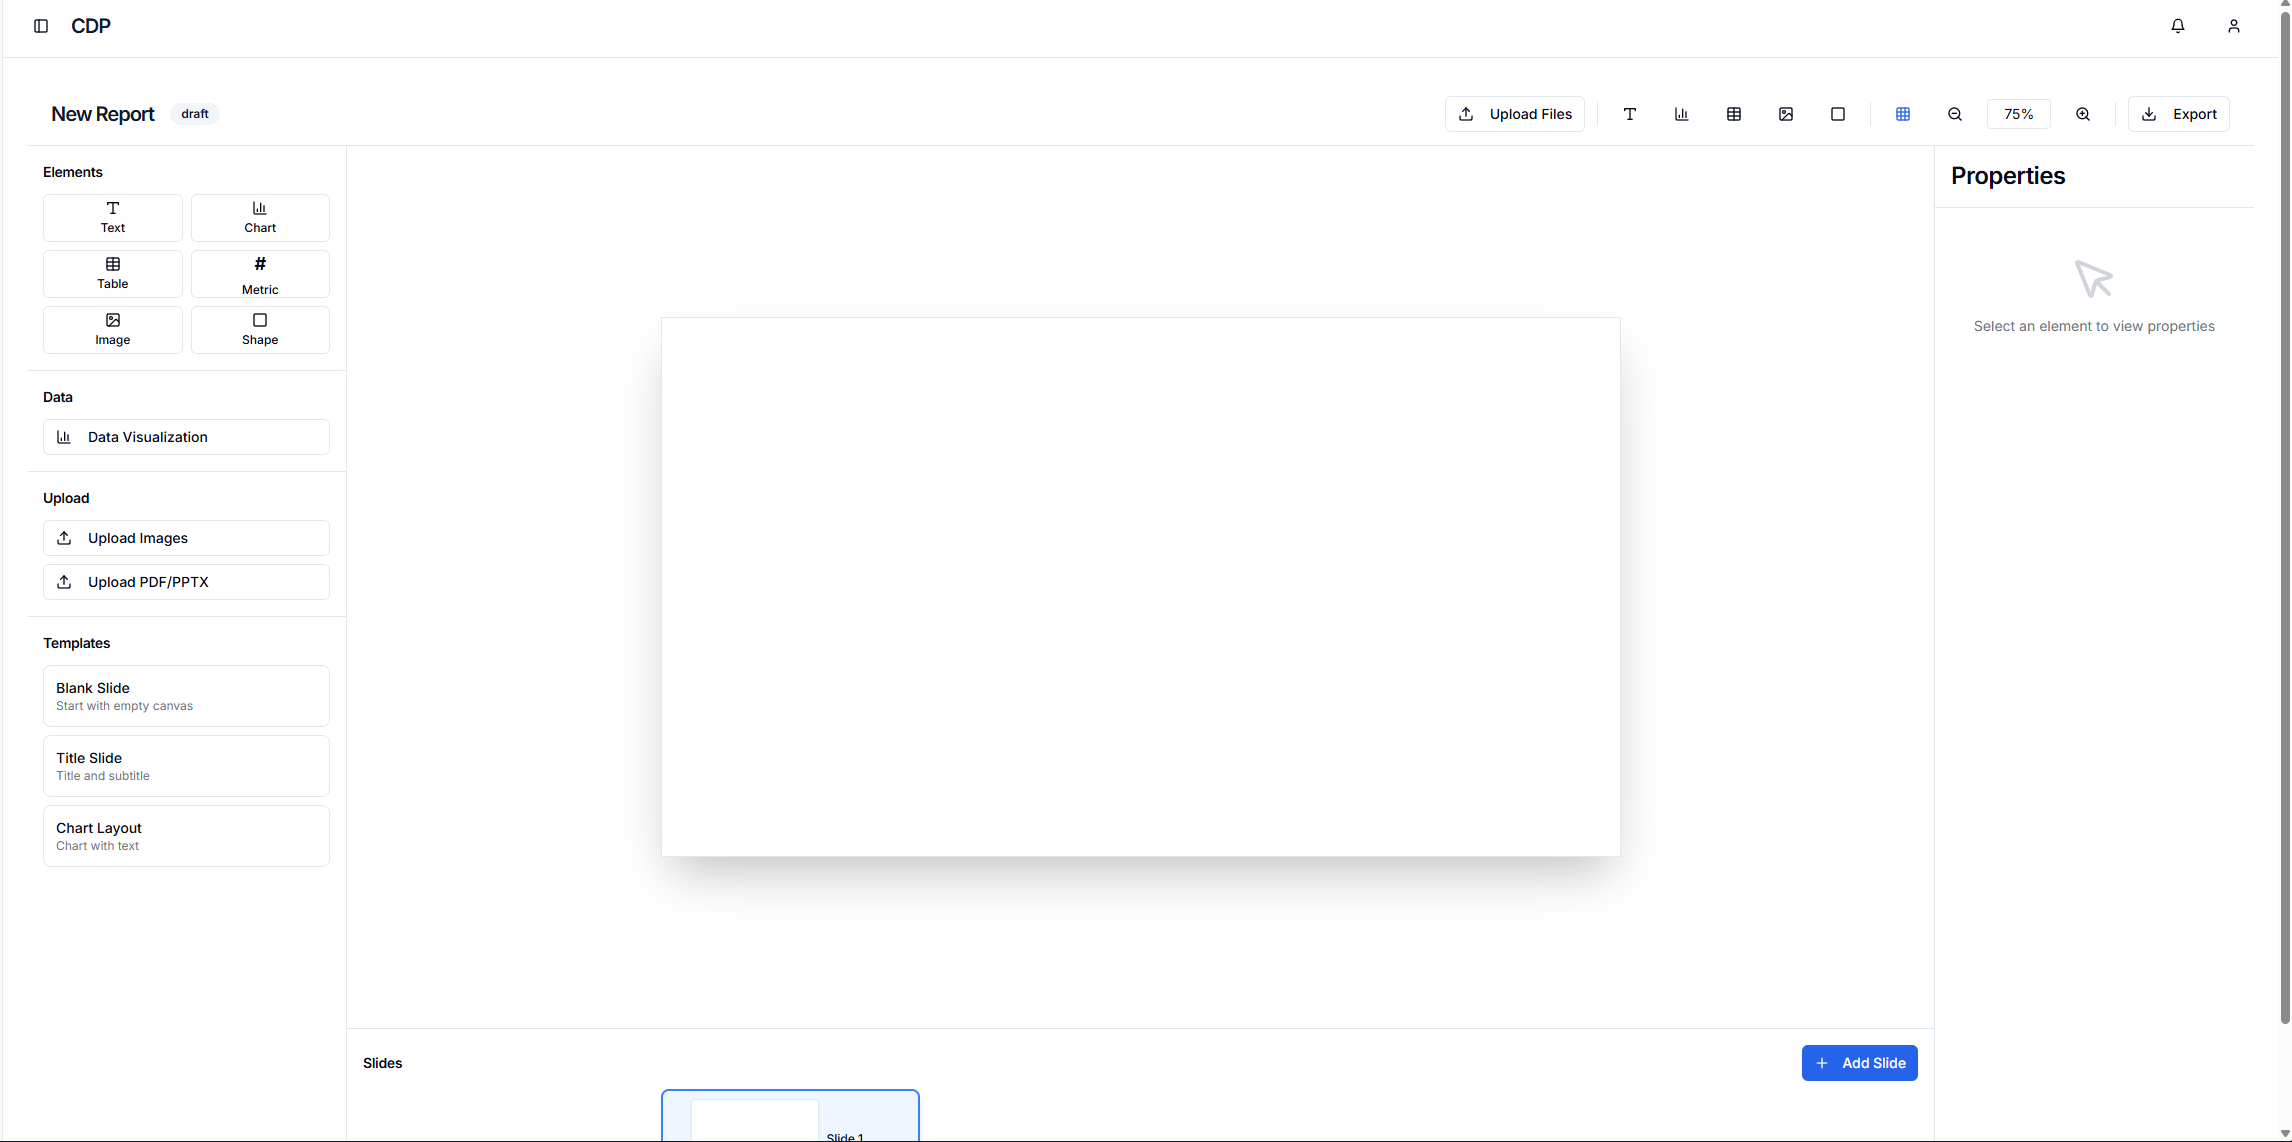 CDP
New Report
draft
Upload Files
75%
Export
Elements
Text
Chart
Table
# 
Metric
Image
Shape
Data
Data Visualization
Upload
Upload Images
Upload PDF/PPTX
Templates
Blank Slide
Start with empty canvas
Title Slide
Title and subtitle
Chart Layout
Chart with text
Properties
Select an element to view properties
Slides
Add Slide
Slide 1